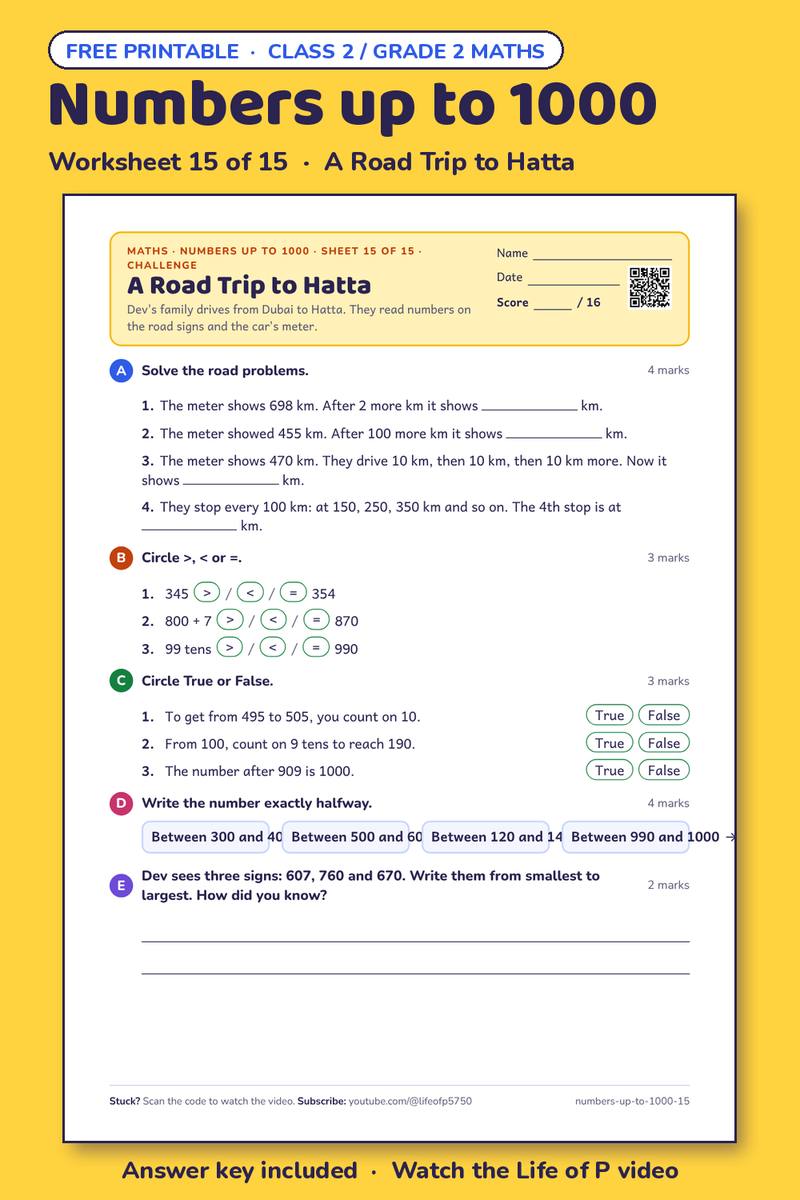 FREE PRINTABLE · CLASS 2 / GRADE 2 MATHS
Numbers up to 1000
Worksheet 15 of 15 · A Road Trip to Hatta
MATHS · NUMBERS UP TO 1000 · SHEET 15 OF 15 ·
CHALLENGE
A Road Trip to Hatta
Dev's family drives from Dubai to Hatta. They read numbers on
the road signs and the car's meter.
Name
Date
Score ______ / 16
A Solve the road problems. 4 marks
1. The meter shows 698 km. After 2 more km it shows ______ km.
2. The meter showed 455 km. After 100 more km it shows ______ km.
3. The meter shows 470 km. They drive 10 km, then 10 km, then 10 km more. Now it
shows ______ km.
4. They stop every 100 km: at 150, 250, 350 km and so on. The 4th stop is at
______ km.
B Circle >, < or =. 3 marks
1. 345 > / < / = 354
2. 800 + 7 > / < / = 870
3. 99 tens > / < / = 990
C Circle True or False. 3 marks
1. To get from 495 to 505, you count on 10. True False
2. From 100, count on 9 tens to reach 190. True False
3. The number after 909 is 1000. True False
D Write the number exactly halfway. 4 marks
Between 300 and 40 Between 500 and 60 Between 120 and 14 Between 990 and 1000 →
E Dev sees three signs: 607, 760 and 670. Write them from smallest to
largest. How did you know? 2 marks
Stuck? Scan the code to watch the video. Subscribe: youtube.com/@lifeofp5750
numbers-up-to-1000-15
Answer key included · Watch the Life of P video